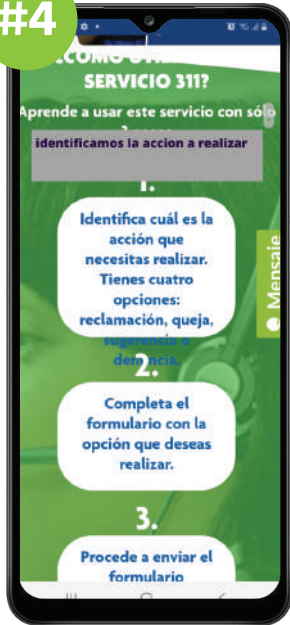 #4
SERVICIO 311?
Aprende a usar este servicio con sólo
identificamos la accion a realizar
1.
Identifica cuál es la
acción que
necesitas realizar.
Tienes cuatro
opciones:
reclamación, queja,
sugerencia o
denuncia.
2.
Completa el
formulario con la
opción que deseas
realizar.
3.
Procede a enviar el
formulario
Mensaje